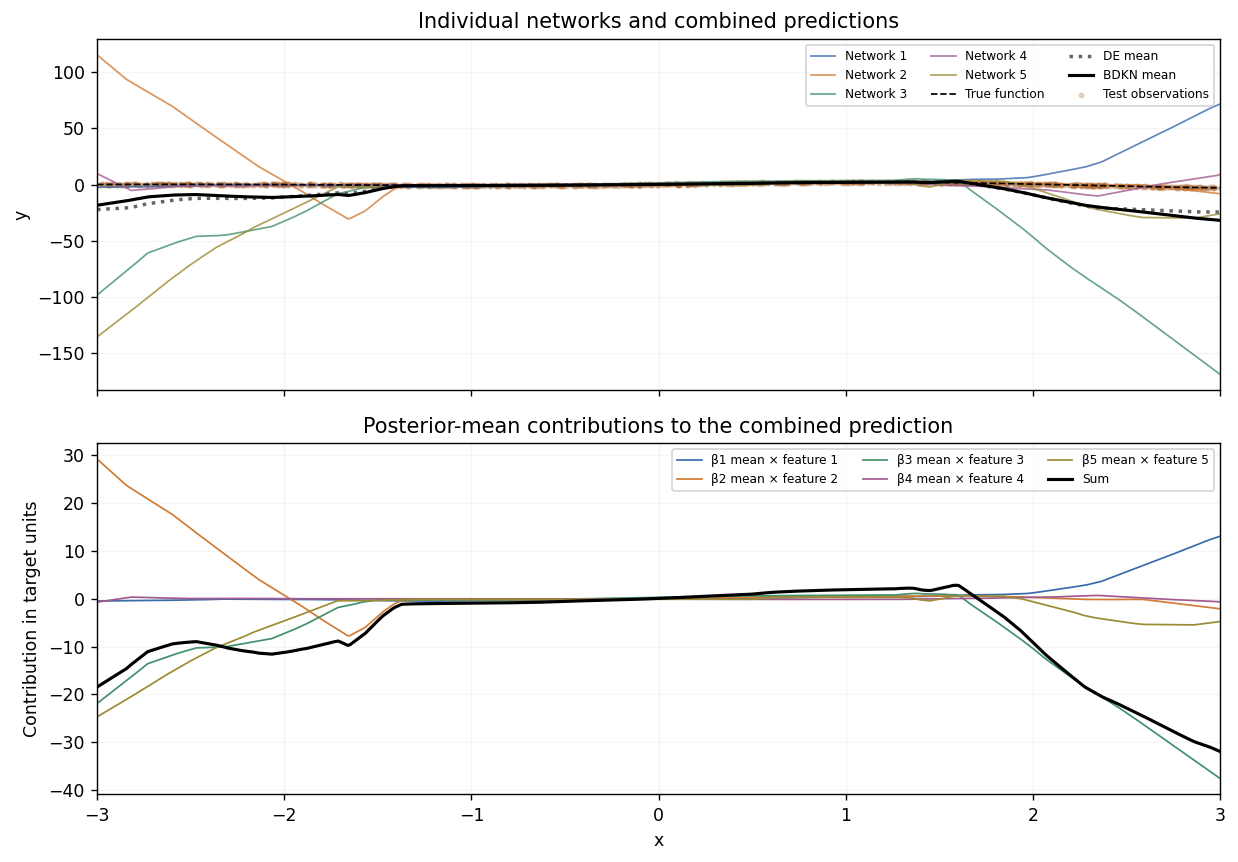 Individual networks and combined predictions
Network 1
Network 2
Network 3
Network 4
Network 5
True function
DE mean
BDKN mean
Test observations
y
100
50
0
−50
−100
−150
Posterior-mean contributions to the combined prediction
β1 mean × feature 1
β2 mean × feature 2
β3 mean × feature 3
β4 mean × feature 4
β5 mean × feature 5
Sum
Contribution in target units
30
20
10
0
−10
−20
−30
−40
−3
−2
−1
0
1
2
3
x